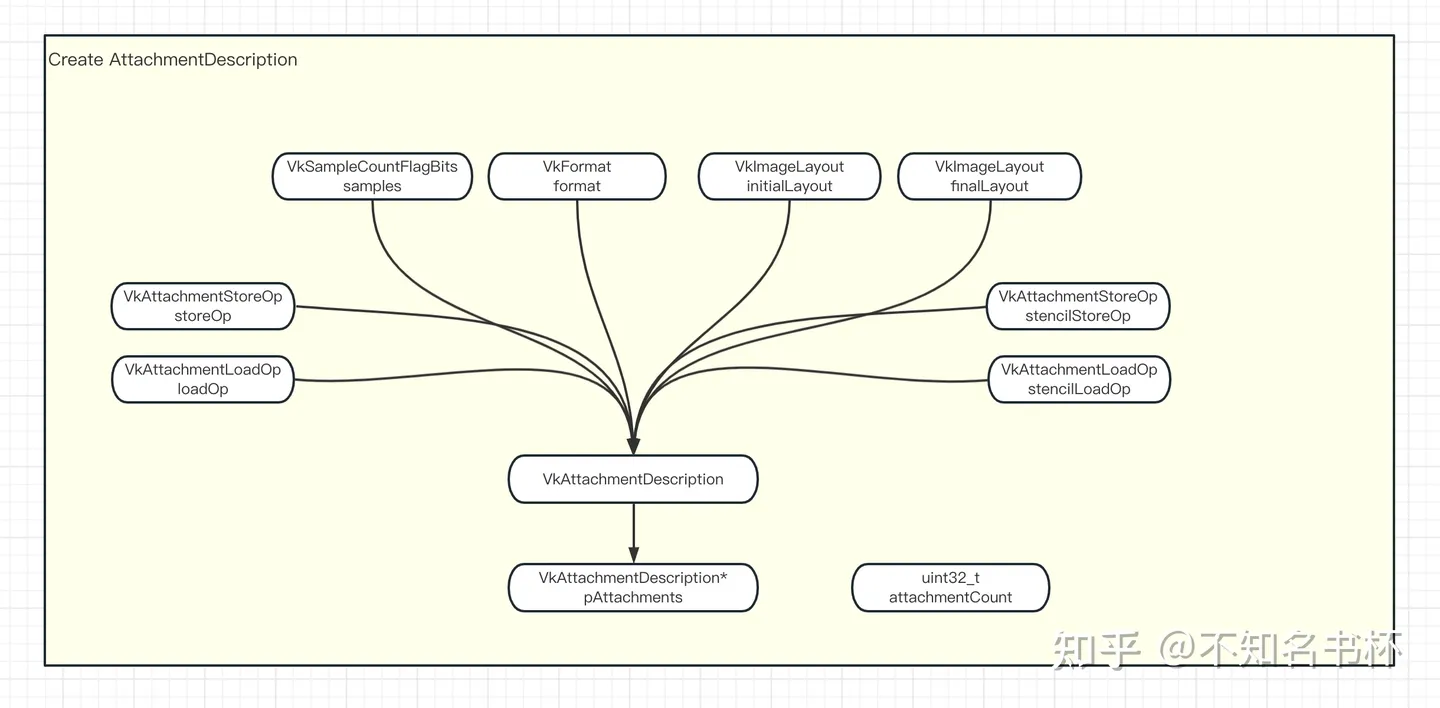 Create AttachmentDescription
VkSampleCountFlagBits
samples
VkFormat
format
VkImageLayout
initialLayout
VkImageLayout
finalLayout
VkAttachmentStoreOp
storeOp
VkAttachmentStoreOp
stencilStoreOp
VkAttachmentLoadOp
loadOp
VkAttachmentLoadOp
stencilLoadOp
VkAttachmentDescription
VkAttachmentDescription*
pAttachments
uint32_t
attachmentCount
知乎 @不知名书杯